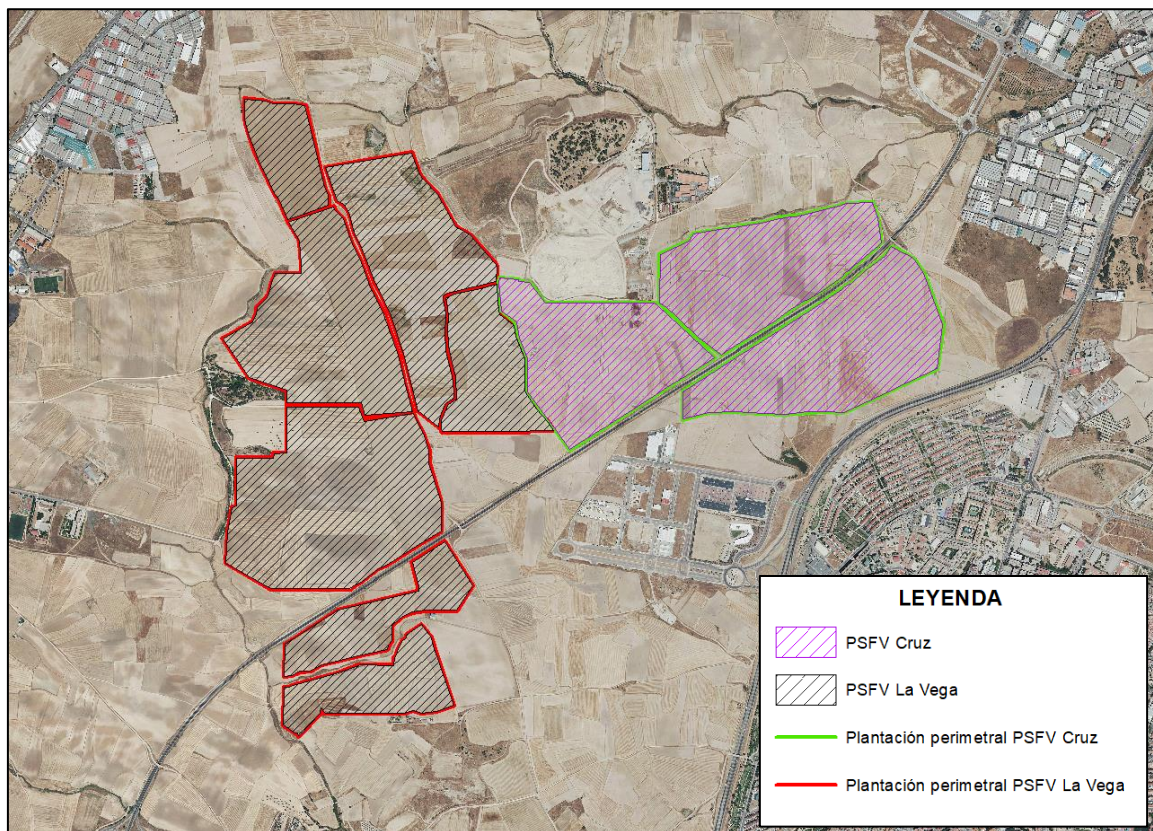 LEYENDA
PSFV Cruz
PSFV La Vega
Plantación perimetral PSFV Cruz
Plantación perimetral PSFV La Vega